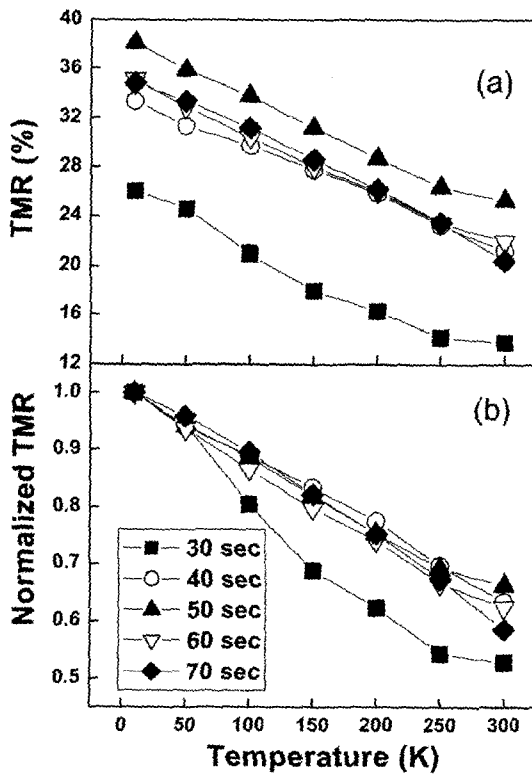 40
36
32
28
24
20
16
12
TMR (%)
(a)
1.0
0.9
0.8
0.7
0.6
0.5
Normalized TMR
(b)
30 sec
40 sec
50 sec
60 sec
70 sec
0 50 100 150 200 250 300
Temperature (K)